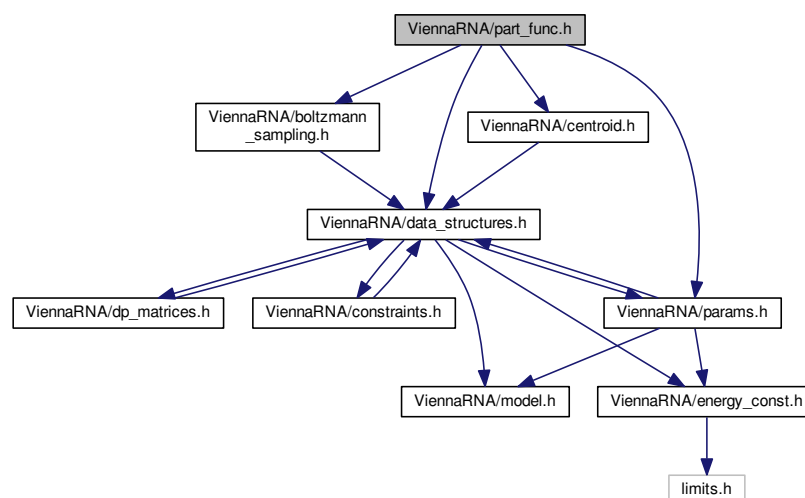 ViennaRNA/part_func.h
ViennaRNA/boltzmann
_sampling.h
ViennaRNA/centroid.h
ViennaRNA/data_structures.h
ViennaRNA/dp_matrices.h
ViennaRNA/constraints.h
ViennaRNA/params.h
ViennaRNA/model.h
ViennaRNA/energy_const.h
limits.h